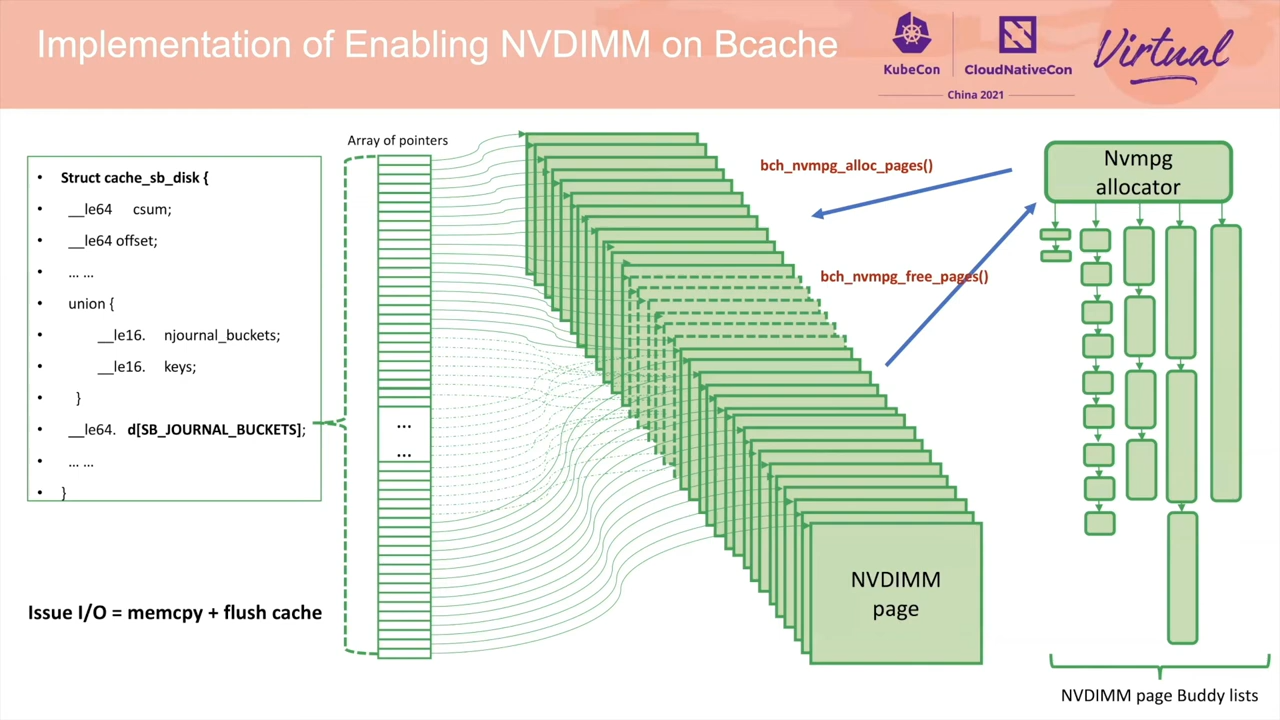 Implementation of Enabling NVDIMM on Bcache
KubeCon
CloudNativeCon
China 2021
Virtual
Array of pointers
• Struct cache_sb_disk {
• __le64 csum;
• __le64 offset;
• … …
• union {
• __le16. njournal_buckets;
• __le16. keys;
• }
• __le64. d[SB_JOURNAL_BUCKETS];
• … …
• }
Issue I/O = memcpy + flush cache
…
…
bch_nvmpg_alloc_pages()
bch_nvmpg_free_pages()
NVDIMM
page
Nvmpg
allocator
NVDIMM page Buddy lists